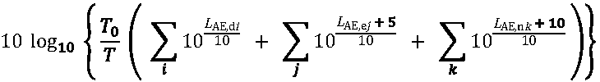 10 log₁₀ { T₀/T ( ∑ᵢ 10^(L_AE,di/10) + ∑ⱼ 10^((L_AE,ej + 5)/10) + ∑ₖ 10^((L_AE,nk + 10)/10) ) }